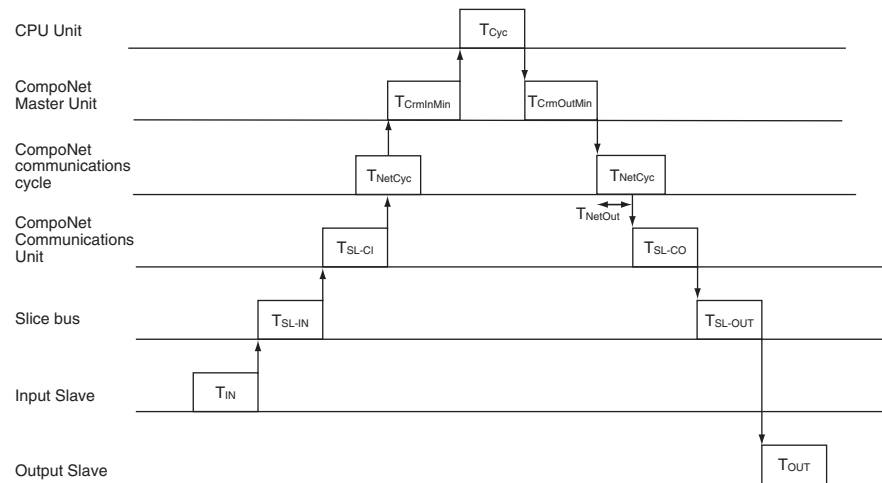 CPU Unit
TCyc
CompoNet
Master Unit
TCrmInMin
TCrmOutMin
CompoNet
communications
cycle
TNetCyc
TNetCyc
TNetOut
CompoNet
Communications
Unit
TSL-CI
TSL-CO
Slice bus
TSL-IN
TSL-OUT
Input Slave
TIN
Output Slave
TOUT